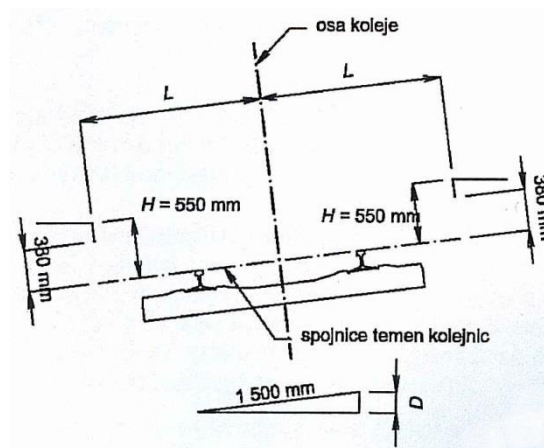 osa koleje
L
L
H = 550 mm
H = 550 mm
380 mm
380 mm
spojnice temen kolejnic
1 500 mm
D